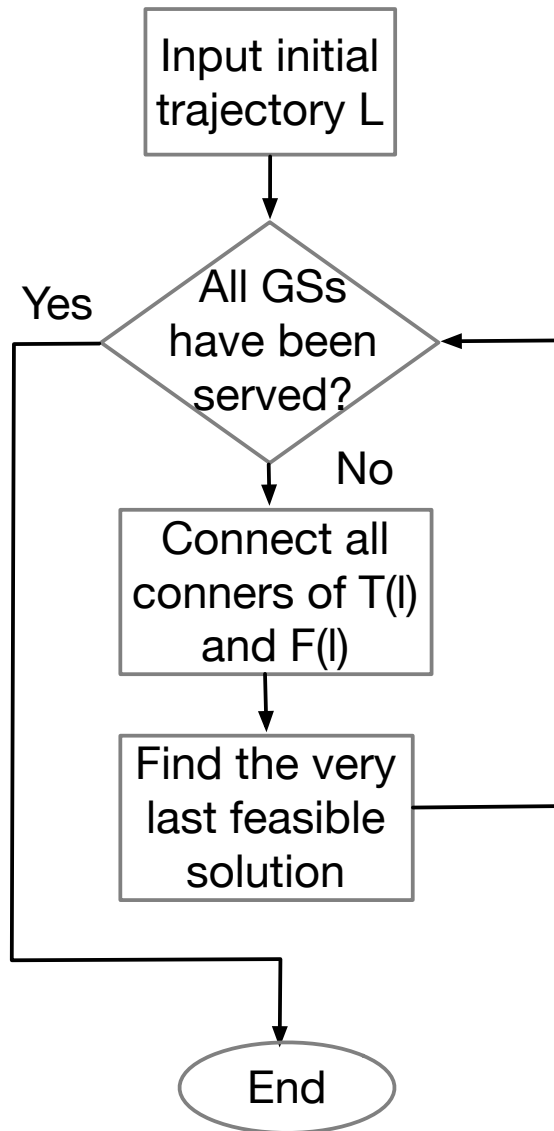 Input initial
trajectory L
Yes
All GSs
have been
served?
No
Connect all
conners of T(l)
and F(l)
Find the very
last feasible
solution
End